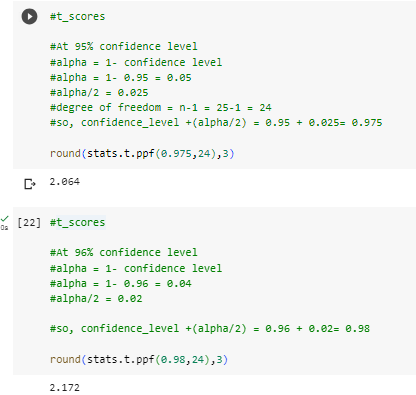 #t_scores
#At 95% confidence level
#alpha = 1- confidence level
#alpha = 1- 0.95 = 0.05
#alpha/2 = 0.025
#degree of freedom = n-1 = 25-1 = 24
#so, confidence_level +(alpha/2) = 0.95 + 0.025= 0.975
round(stats.t.ppf(0.975,24),3)
2.064
0s
[22] #t_scores
#At 96% confidence level
#alpha = 1- confidence level
#alpha = 1- 0.96 = 0.04
#alpha/2 = 0.02
#so, confidence_level +(alpha/2) = 0.96 + 0.02= 0.98
round(stats.t.ppf(0.98,24),3)
2.172